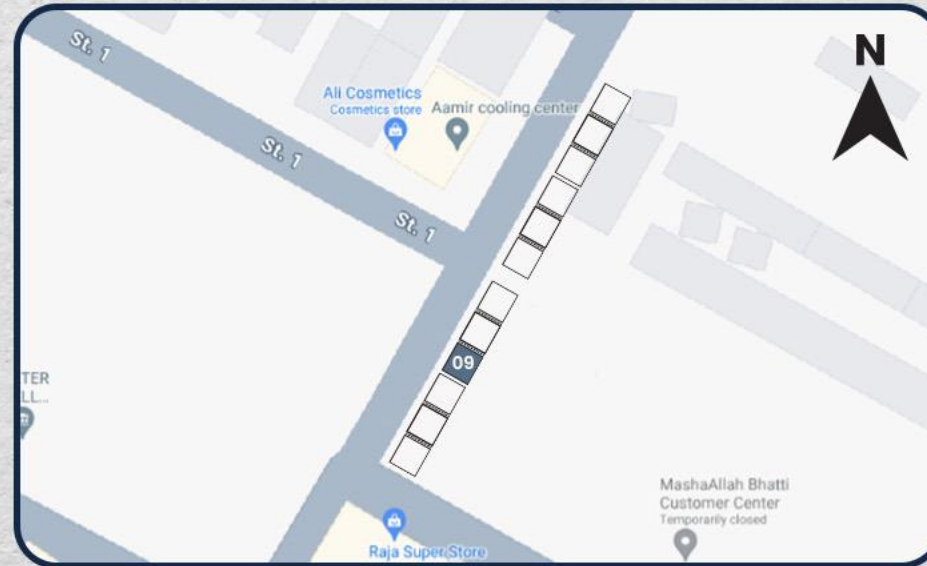 St. 1
N
Ali Cosmetics
Cosmetics store
Aamir cooling center
St. 1
St. 1
09
TER
LL...
MashaAllah Bhatti
Customer Center
Temporarily closed
Raja Super Store